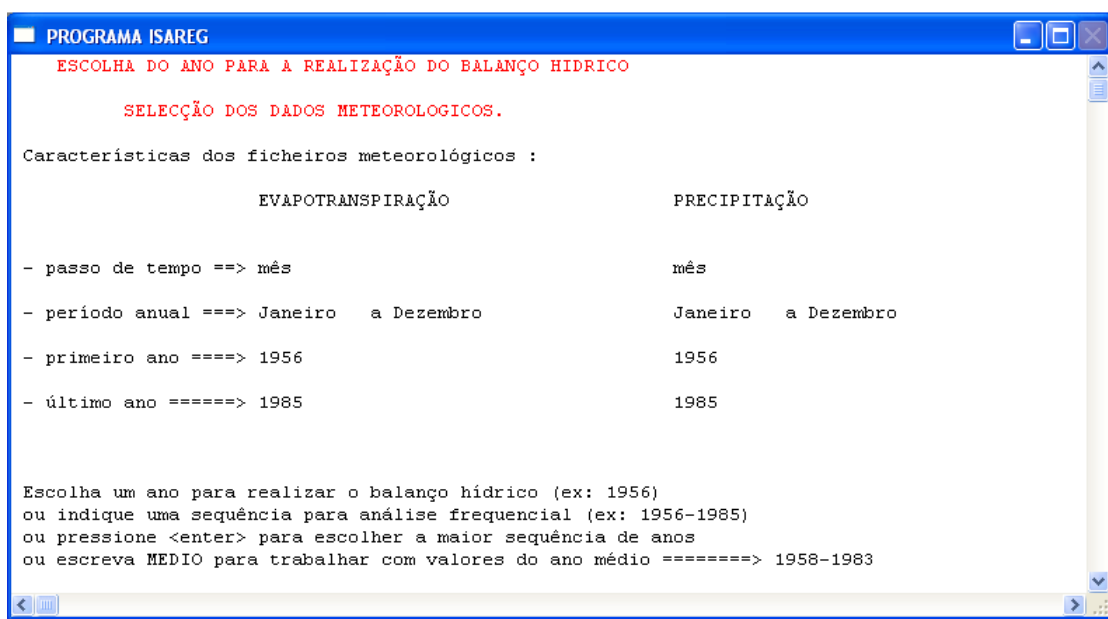 PROGRAMA ISAREG
ESCOLHA DO ANO PARA A REALIZAÇÃO DO BALANÇO HIDRICO
SELECÇÃO DOS DADOS METEOROLOGICOS.
Características dos ficheiros meteorológicos :
EVAPOTRANSPIRAÇÃO PRECIPITAÇÃO
- passo de tempo ==> mês mês
- período anual ===> Janeiro a Dezembro Janeiro a Dezembro
- primeiro ano ====> 1956 1956
- último ano ======> 1985 1985
Escolha um ano para realizar o balanço hídrico (ex: 1956)
ou indique uma sequência para análise frequencial (ex: 1956-1985)
ou pressione <enter> para escolher a maior sequência de anos
ou escreva MEDIO para trabalhar com valores do ano médio ========> 1958-1983